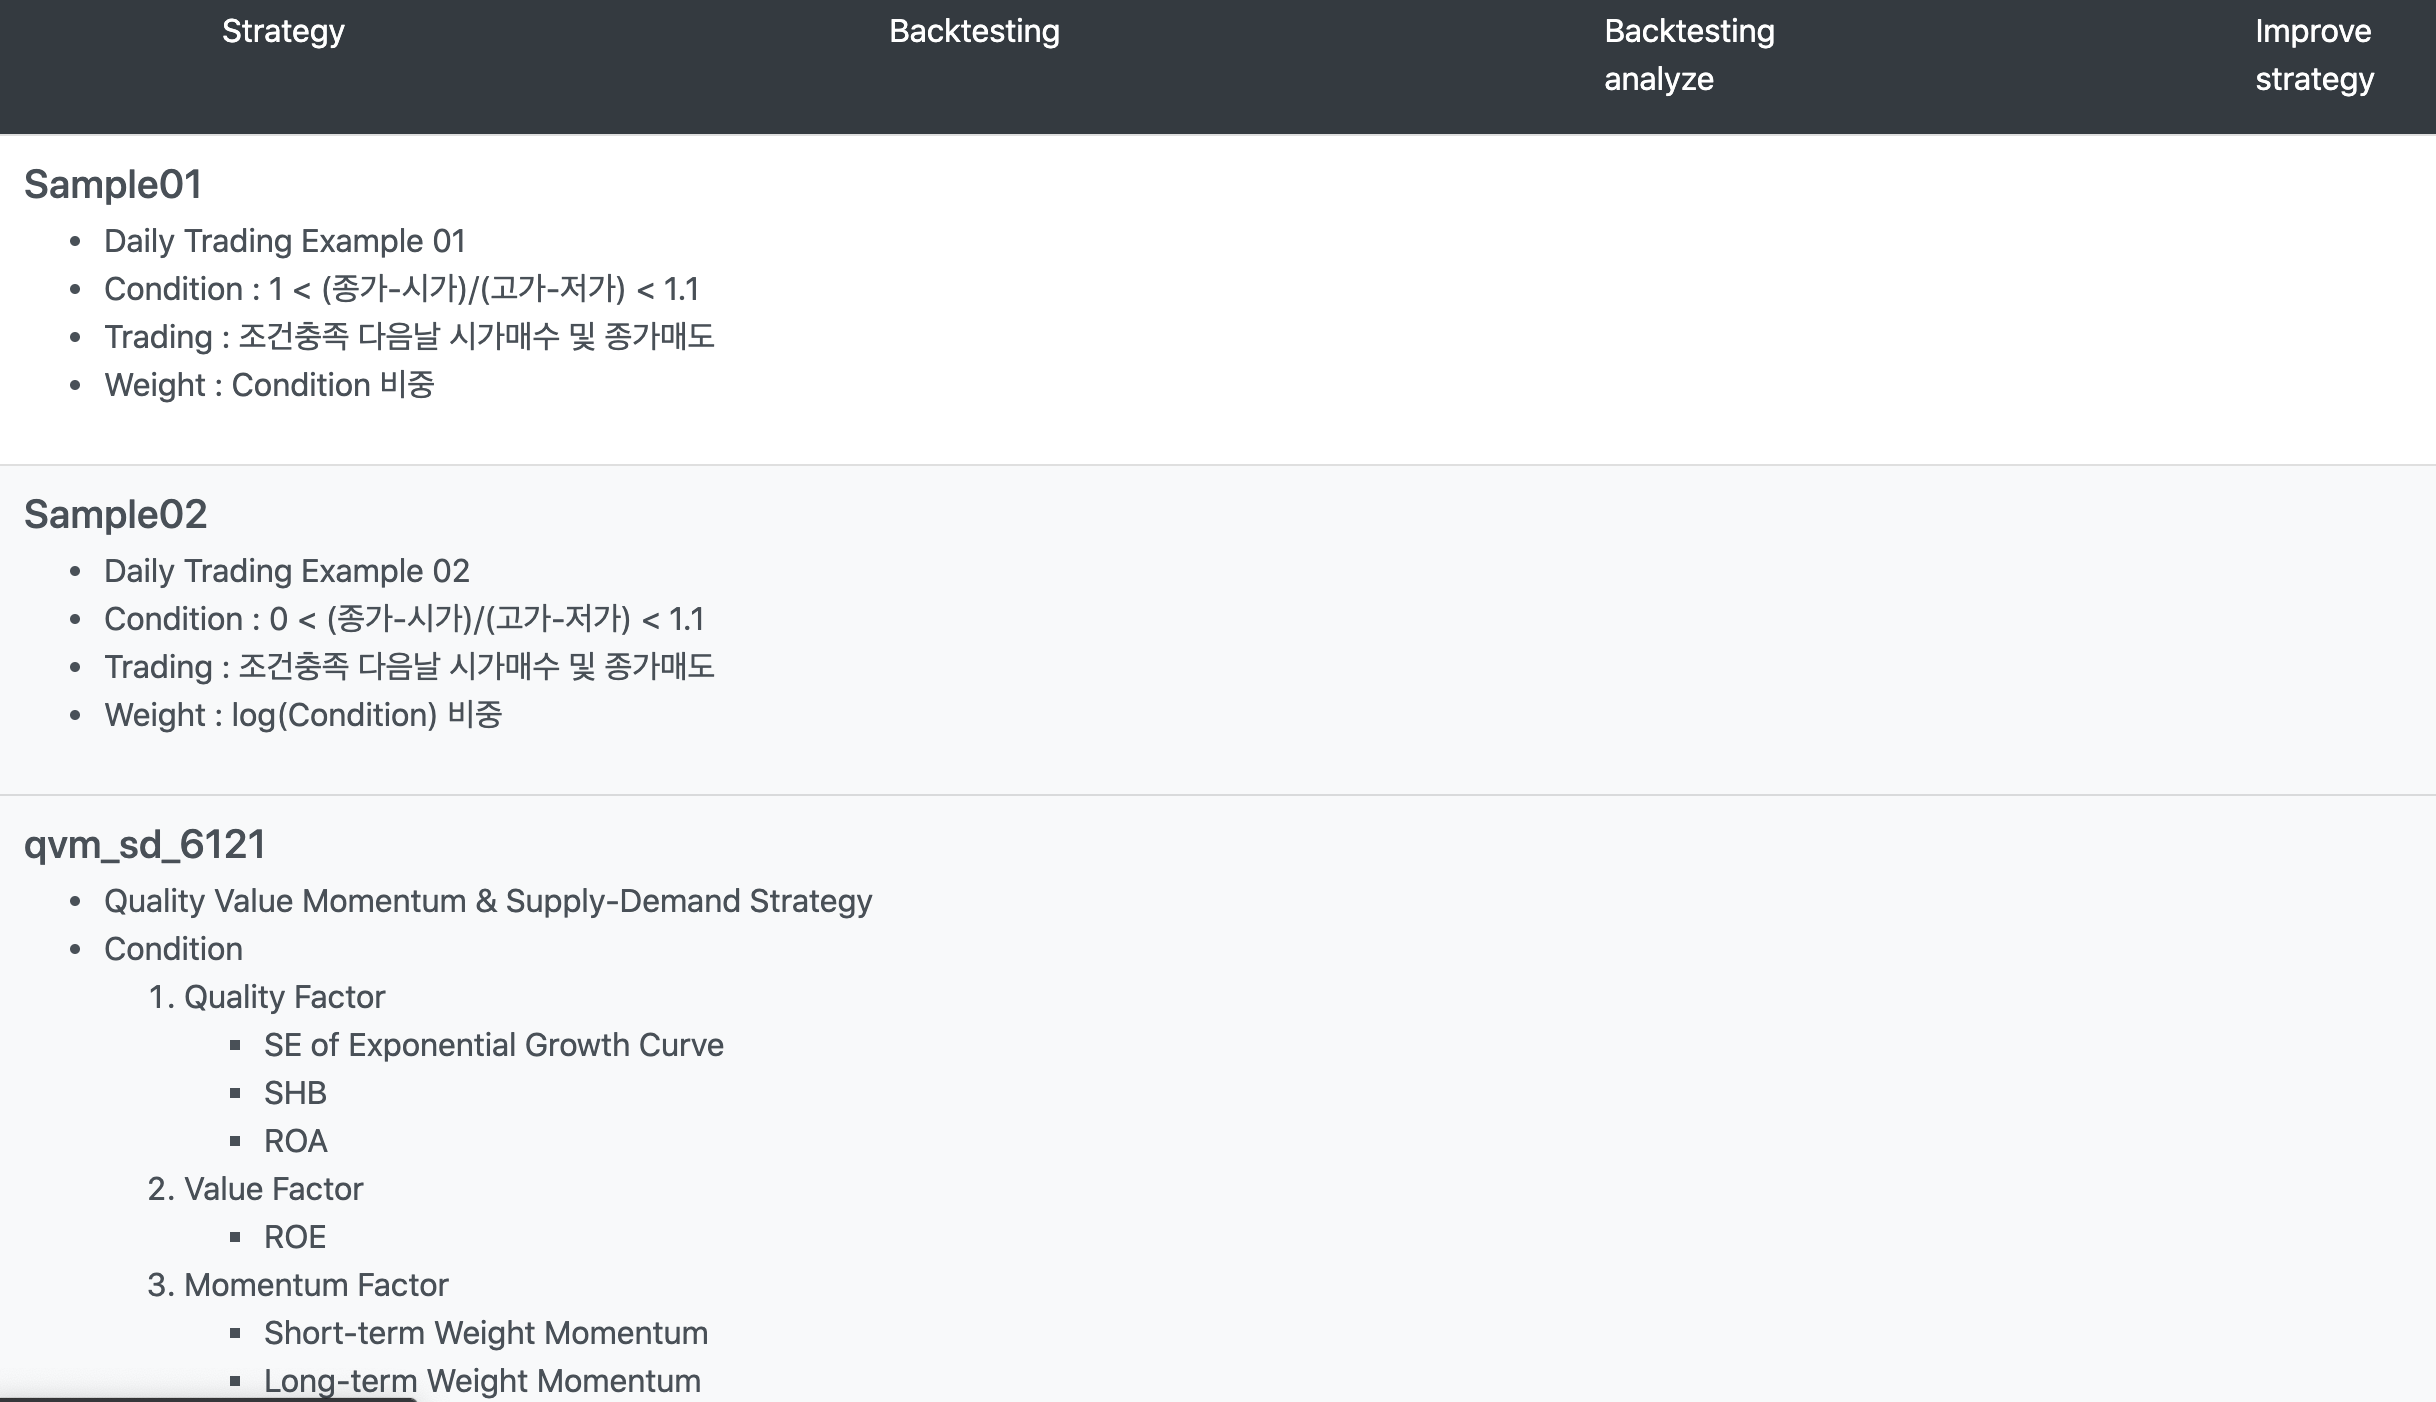 Strategy Backtesting Backtesting analyze Improve strategy
Sample01
• Daily Trading Example 01
• Condition : 1 < (종가-시가)/(고가-저가) < 1.1
• Trading : 조건충족 다음날 시가매수 및 종가매도
• Weight : Condition 비중
Sample02
• Daily Trading Example 02
• Condition : 0 < (종가-시가)/(고가-저가) < 1.1
• Trading : 조건충족 다음날 시가매수 및 종가매도
• Weight : log(Condition) 비중
qvm_sd_6121
• Quality Value Momentum & Supply-Demand Strategy
• Condition
1. Quality Factor
▪ SE of Exponential Growth Curve
▪ SHB
▪ ROA
2. Value Factor
▪ ROE
3. Momentum Factor
▪ Short-term Weight Momentum
▪ Long-term Weight Momentum